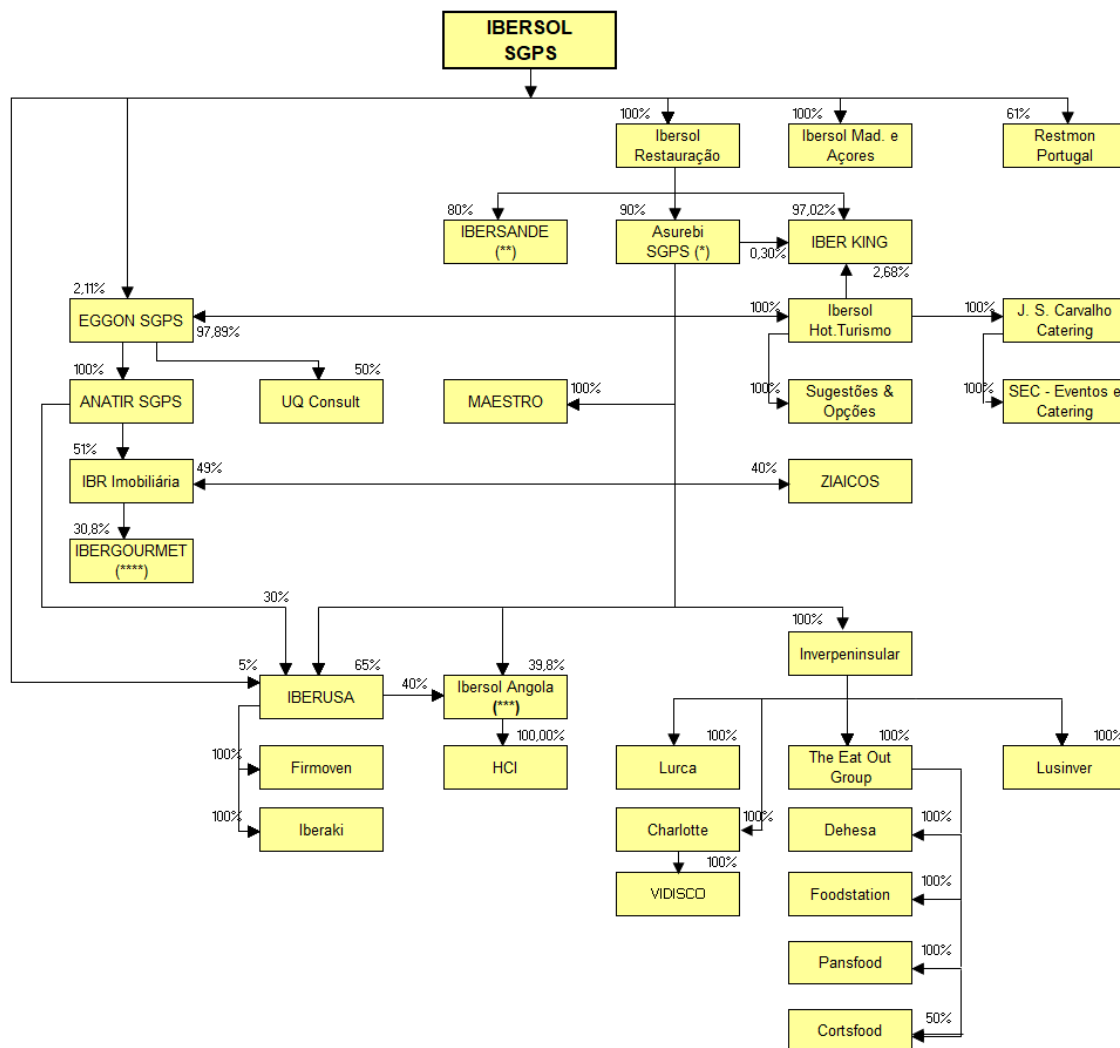 IBERSOL
SGPS
100%
100%
61%
Ibersol
Restauração
Ibersol Mad. e
Açores
Restmon
Portugal
80%
90%
97,02%
IBERSANDE
(**)
Asurebi
SGPS (*)
IBER KING
0,30%
2,68%
2,11%
EGGON SGPS
97,89%
100%
Ibersol
Hot.Turismo
100%
J. S. Carvalho
Catering
100%
50%
ANATIR SGPS
UQ Consult
MAESTRO
100%
100%
Sugestões &
Opções
100%
SEC - Eventos e
Catering
51%
IBR Imobiliária
49%
40%
ZIAICOS
30,8%
IBERGOURMET
(****)
30%
100%
Inverpeninsular
5%
65%
IBERUSA
40%
39,8%
Ibersol Angola
(***)
100,00%
HCI
100%
Firmoven
100%
Iberaki
100%
Lurca
100%
The Eat Out
Group
100%
Lusinver
Charlotte
100%
100%
VIDISCO
Dehesa
100%
Foodstation
100%
Pansfood
100%
Cortsfood
50%